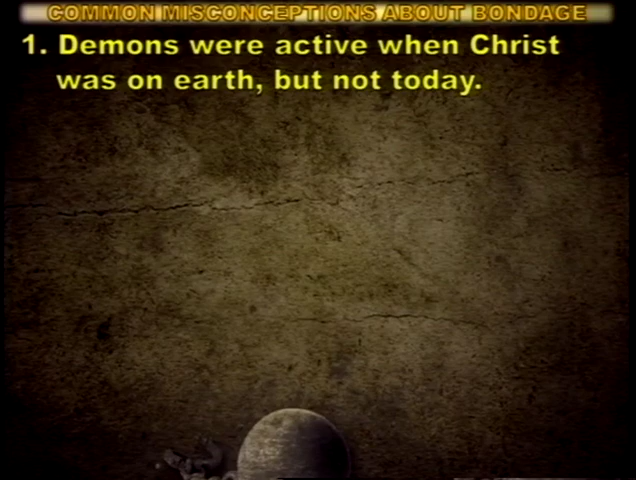 COMMON MISCONCEPTIONS ABOUT BONDAGE
1. Demons were active when Christ
was on earth, but not today.